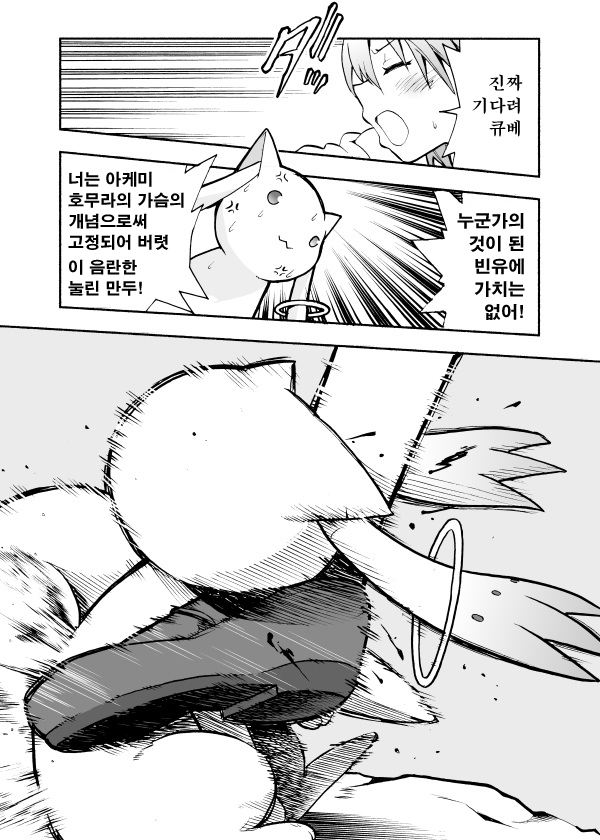 ダッ!!
진짜
기다려
큐베
누군가의
것이 된
빈유에
가치는
없어!
너는 아케미
호무라의 가슴의
개념으로써
고정되어 버렷
이 음란한
눌린 만두!